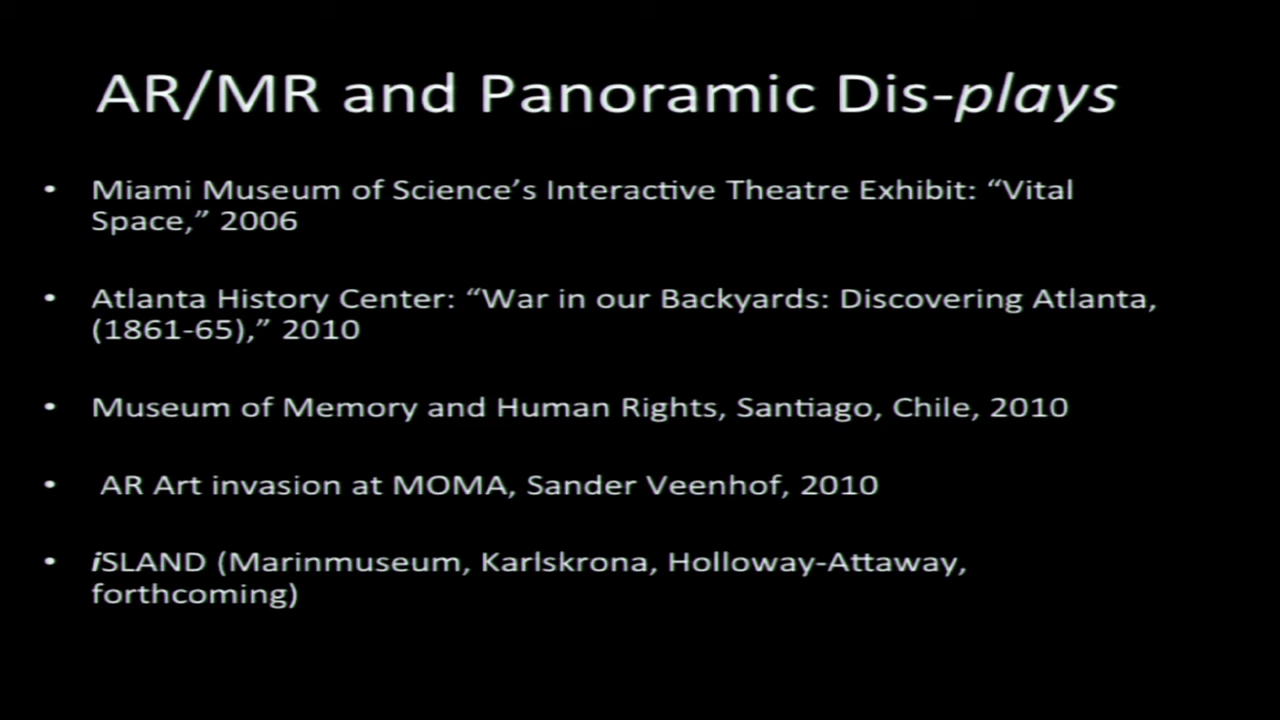 AR/MR and Panoramic Dis-plays
• Miami Museum of Science’s Interactive Theatre Exhibit: “Vital
Space,” 2006
• Atlanta History Center: “War in our Backyards: Discovering Atlanta,
(1861-65),” 2010
• Museum of Memory and Human Rights, Santiago, Chile, 2010
• AR Art invasion at MOMA, Sander Veenhof, 2010
• iSLAND (Marinmuseum, Karlskrona, Holloway-Attaway,
forthcoming)